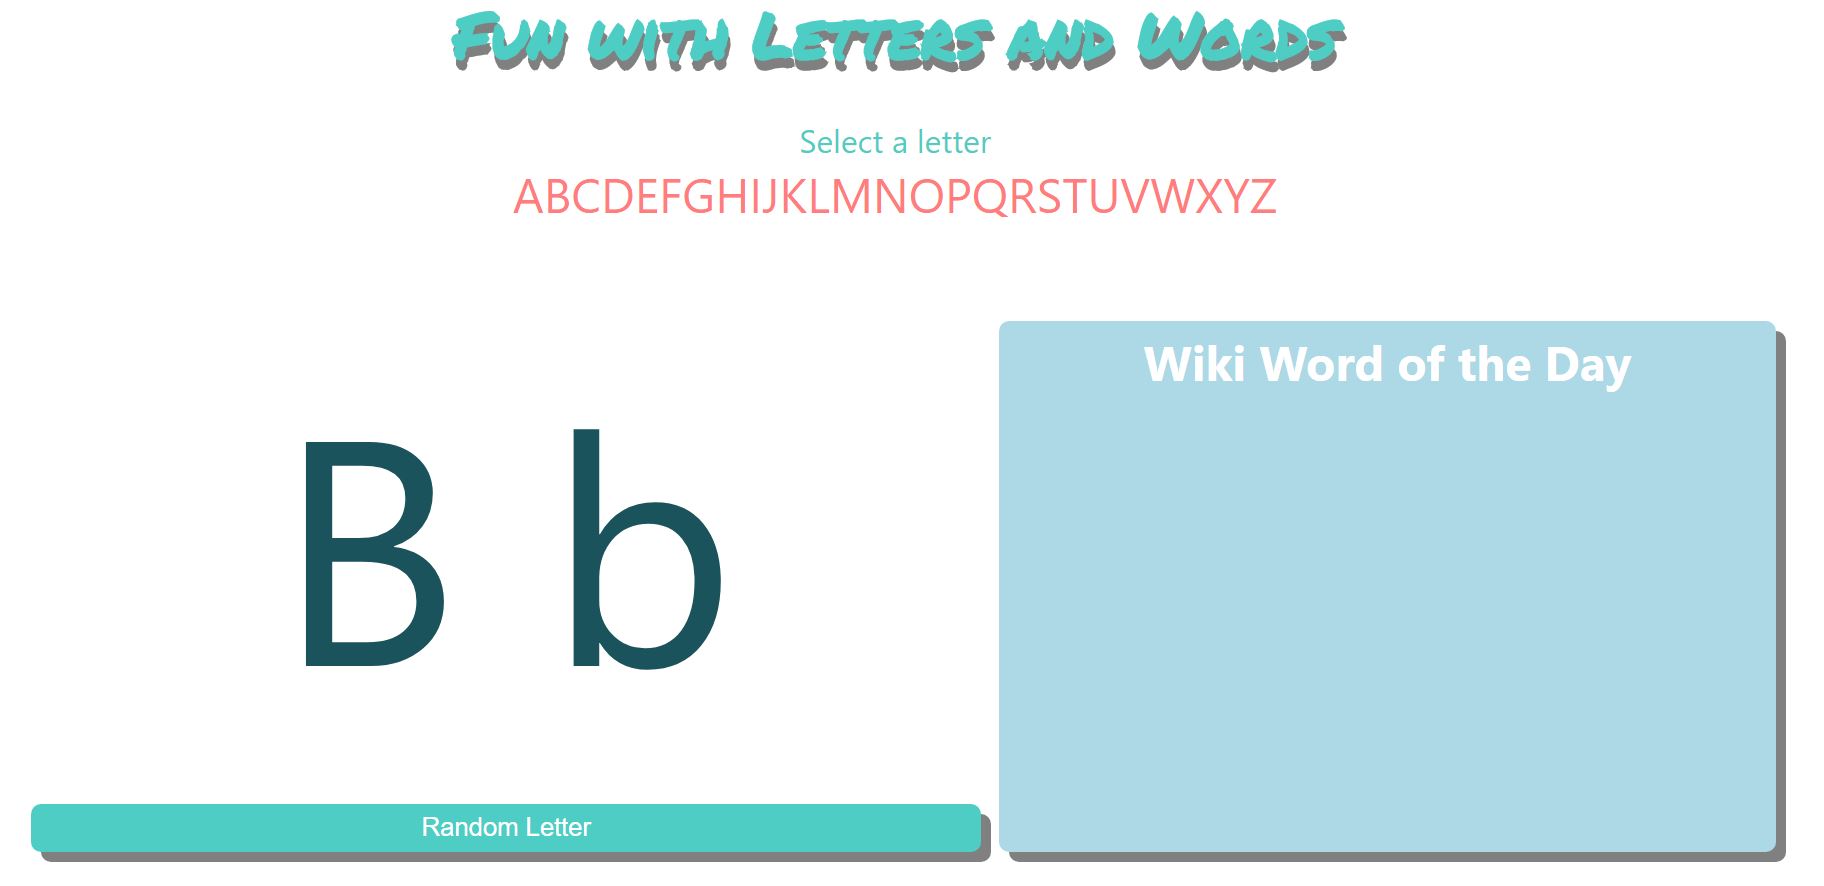 Fun with Letters and Words
Select a letter
ABCDEFGHIJKLMNOPQRSTUVWXYZ
B b
Random Letter
Wiki Word of the Day